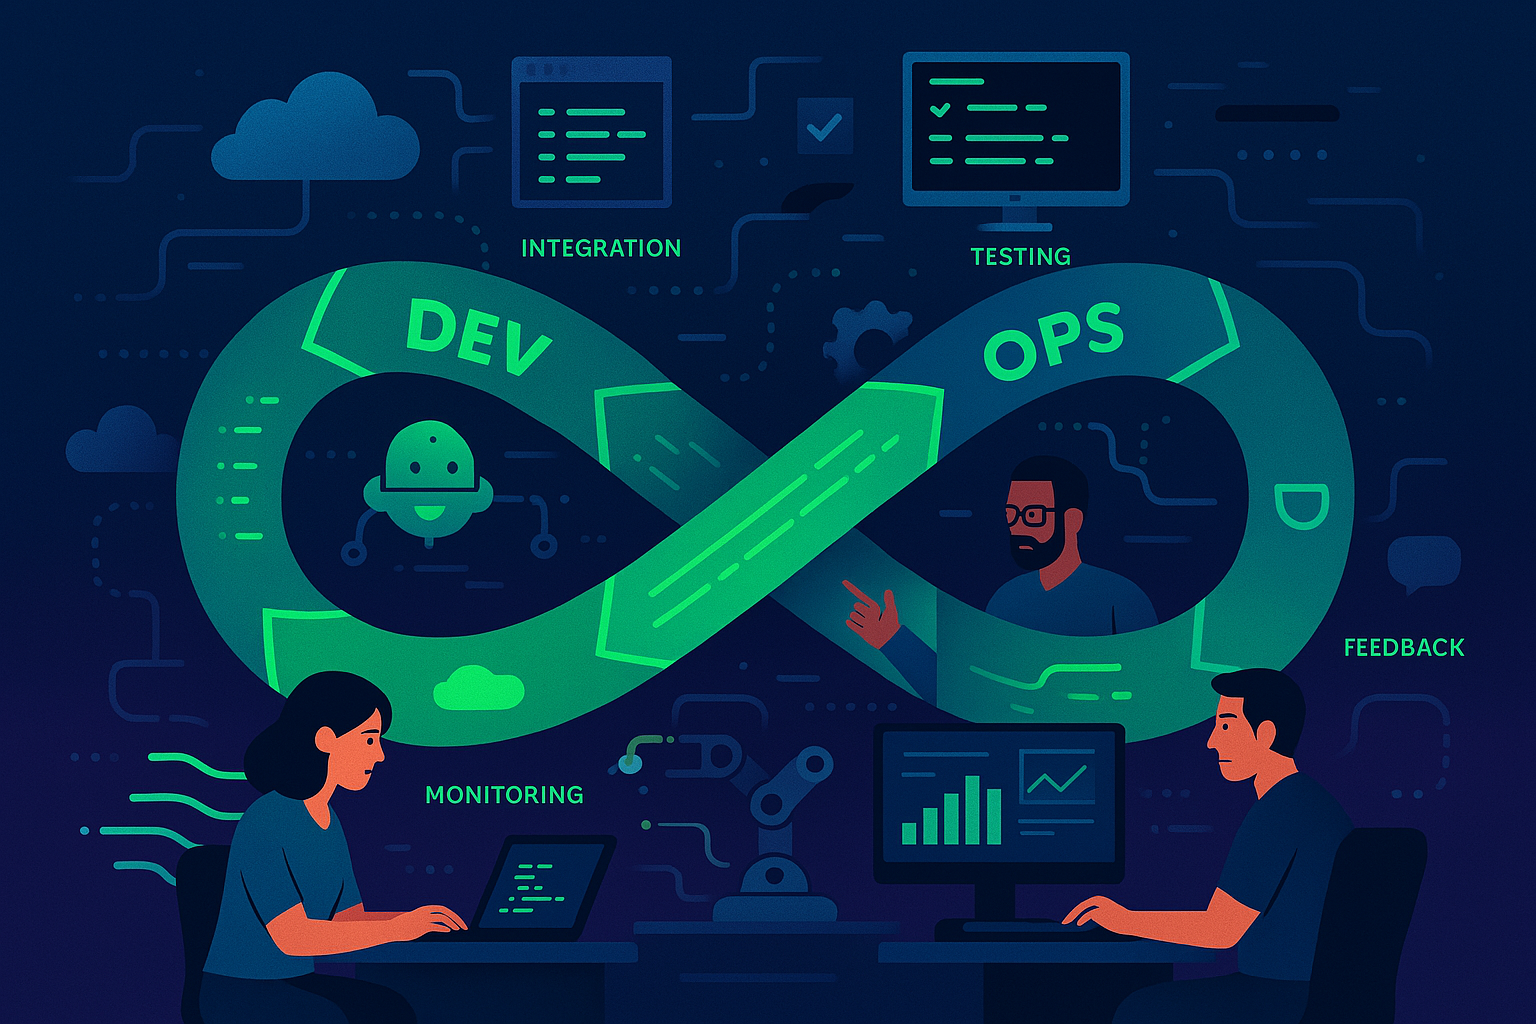 INTEGRATION
TESTING
DEV
OPS
FEEDBACK
MONITORING